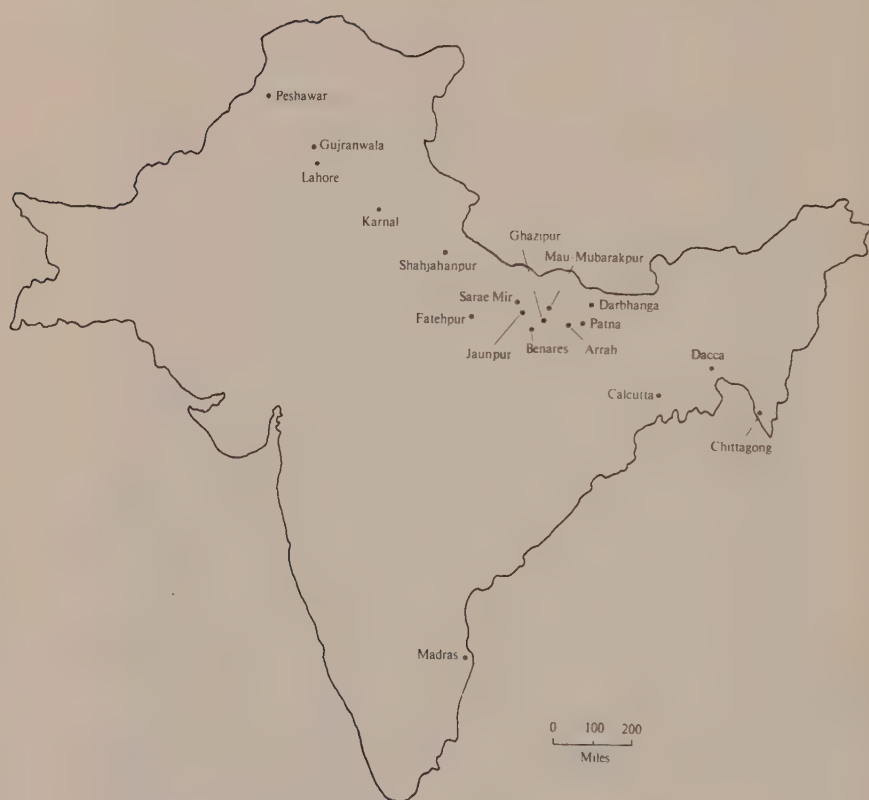 Peshawar
Gujranwala
Lahore
Karnal
Ghazipur
Shahjahanpur
Mau-Mubarakpur
Sarae Mir
Darbhanga
Fatehpur
Patna
Jaunpur
Benares
Arrah
Dacca
Calcutta
Chittagong
Madras
0 100 200
Miles